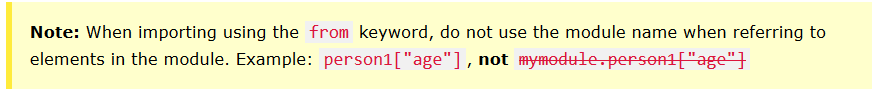 Note: When importing using the from keyword, do not use the module name when referring to
elements in the module. Example: person1["age"], not mymodule.person1["age"]